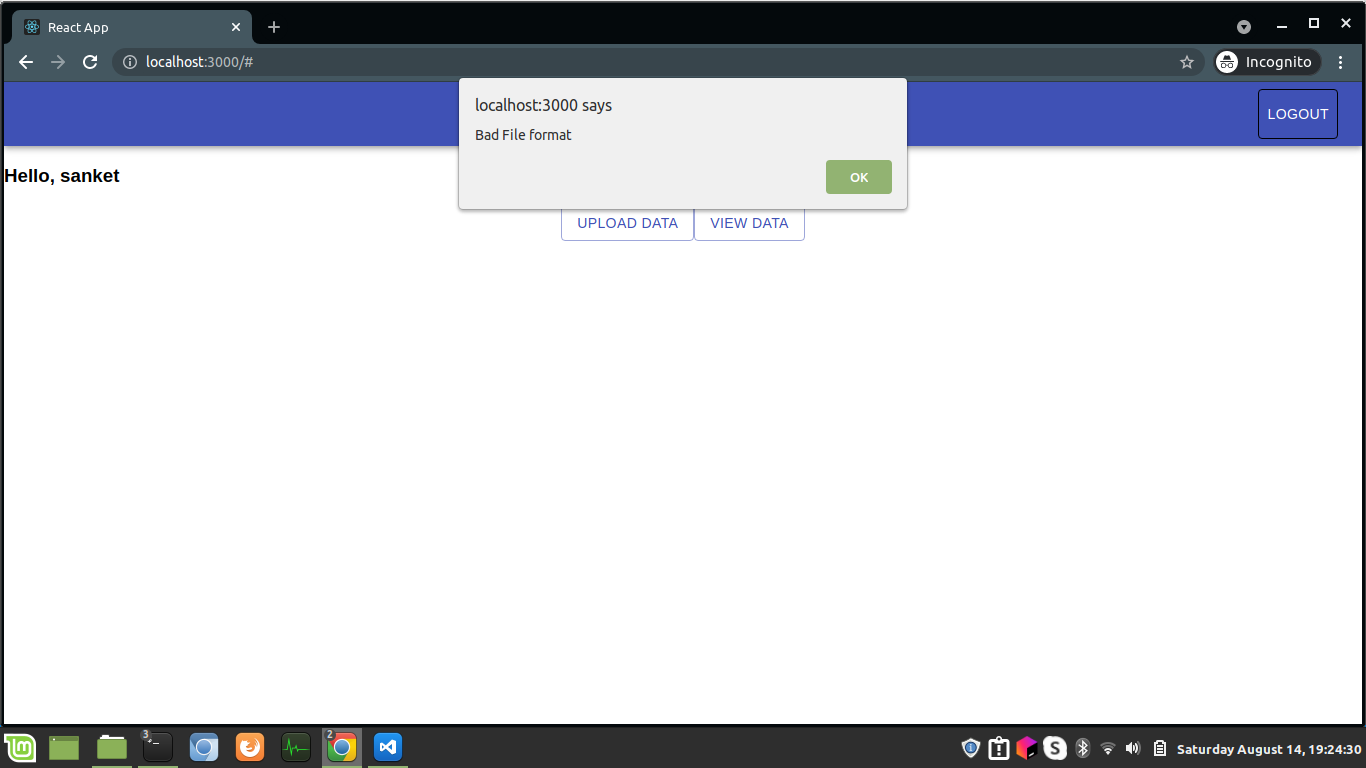 React App
localhost:3000/#
Incognito
localhost:3000 says
Bad File format
OK
LOGOUT
Hello, sanket
UPLOAD DATA
VIEW DATA
3
2
S
Saturday August 14, 19:24:30